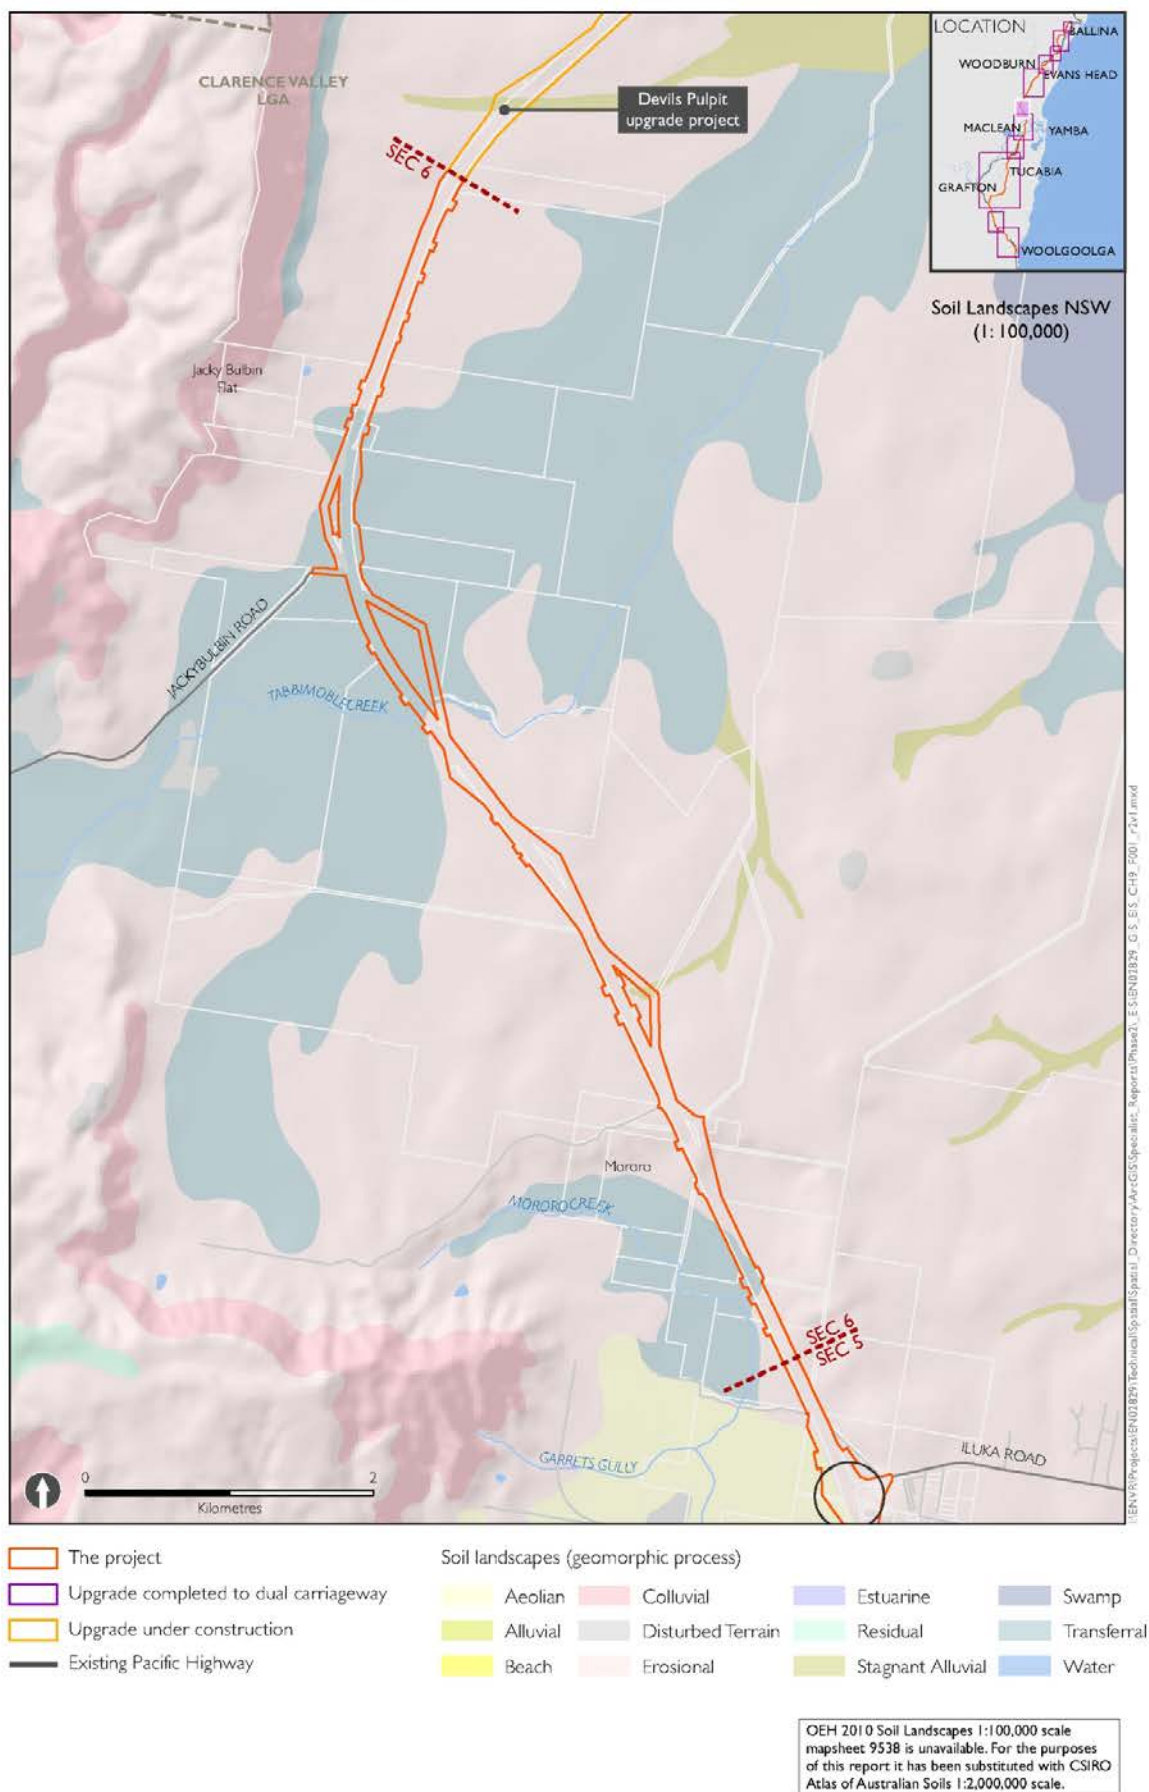 CLARENCE VALLEY
LGA
Devils Pulpit
upgrade project
SEC 6
LOCATION
BALLINA
WOODBURN
EVANS HEAD
MACLEAN
YAMBA
TUCABIA
GRAFTON
WOOLGOOLGA
Soil Landscapes NSW
(1: 100,000)
Jacky Bulbin
Flat
JACKYBULBIN ROAD
TABBIMOBLE CREEK
Mororo
MORORO CREEK
SEC 6
SEC 5
GARRETS GULLY
ILUKA ROAD
0 2
Kilometres
The project
Upgrade completed to dual carriageway
Upgrade under construction
Existing Pacific Highway
Soil landscapes (geomorphic process)
Aeolian
Alluvial
Beach
Colluvial
Disturbed Terrain
Erosional
Estuarine
Residual
Stagnant Alluvial
Swamp
Transferral
Water
OEH 2010 Soil Landscapes 1:100,000 scale
mapsheet 9538 is unavailable. For the purposes
of this report it has been substituted with CSIRO
Atlas of Australian Soils 1:2,000,000 scale.